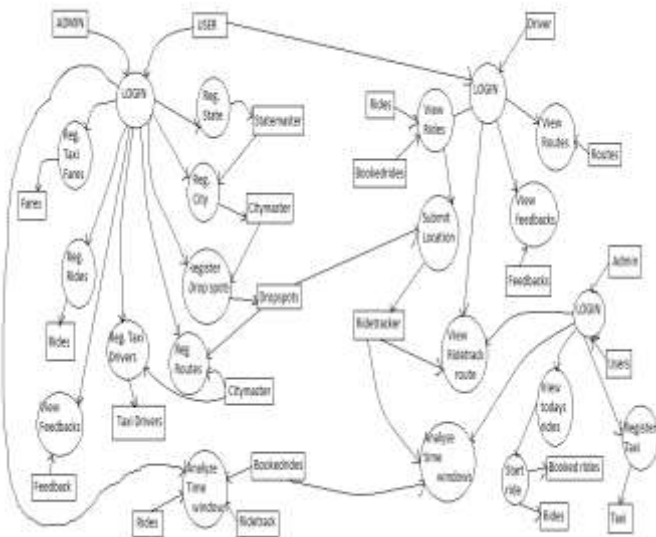 ADMIN
USER
Driver
LOGIN
Reg.
State
Statemaster
Reg.
Taxi
Fares
Fares
Reg.
City
Citymaster
Reg.
Rides
Rides
Register
Drop spots
Dropspots
Reg. Taxi
Drivers
Taxi Drivers
Reg.
Routes
Citymaster
View
Feedbacks
Feedback
Analyze
Time
window
Bookedrides
Rides
Ridetrack
Rides
View
Rides
Bookedrides
LOGIN
View
Routes
Routes
View
Feedbacks
Feedbacks
Submit
Location
Ridetracker
View
Ridetrack
route
Analyze
time
windows
Admin
LOGIN
Users
View
todays
rides
Register
Taxi
Start
ride
Booked rides
Rides
Taxi